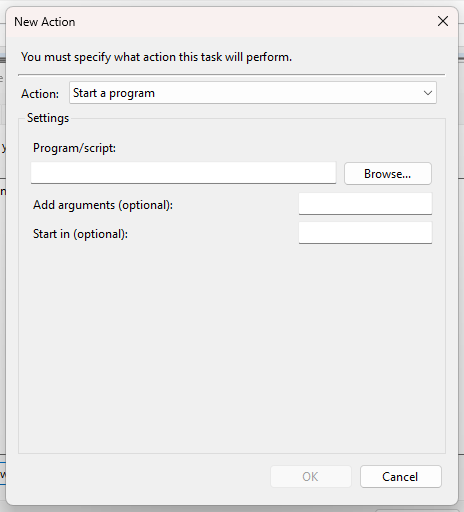 New Action
You must specify what action this task will perform.
Action: Start a program
Settings
Program/script:
Browse...
Add arguments (optional):
Start in (optional):
OK Cancel